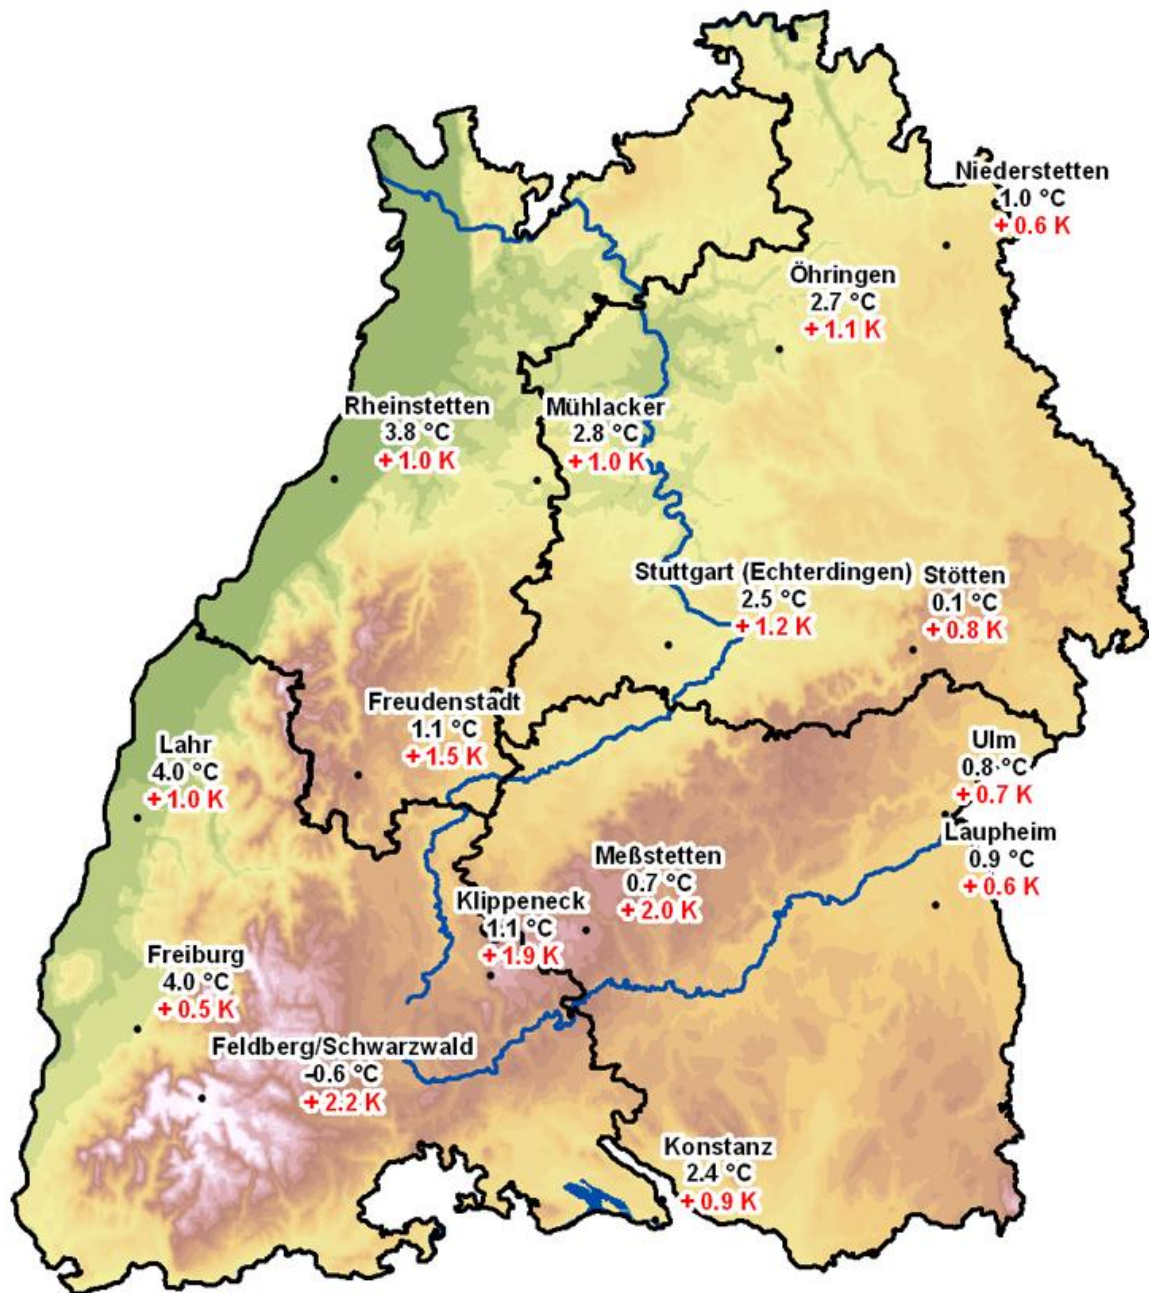 Niederstetten
1.0 °C
+0.6 K
Öhringen
2.7 °C
+1.1 K
Rheinstetten
3.8 °C
+1.0 K
Mühlacker
2.8 °C
+1.0 K
Stuttgart (Echterdingen)
2.5 °C
+1.2 K
Stötten
0.1 °C
+0.8 K
Freudenstadt
1.1 °C
+1.5 K
Lahr
4.0 °C
+1.0 K
Ulm
0.8 °C
+0.7 K
Laupheim
0.9 °C
+0.6 K
Meßstetten
0.7 °C
+2.0 K
Klippeneck
1.1 °C
+1.9 K
Freiburg
4.0 °C
+0.5 K
Feldberg/Schwarzwald
-0.6 °C
+2.2 K
Konstanz
2.4 °C
+0.9 K